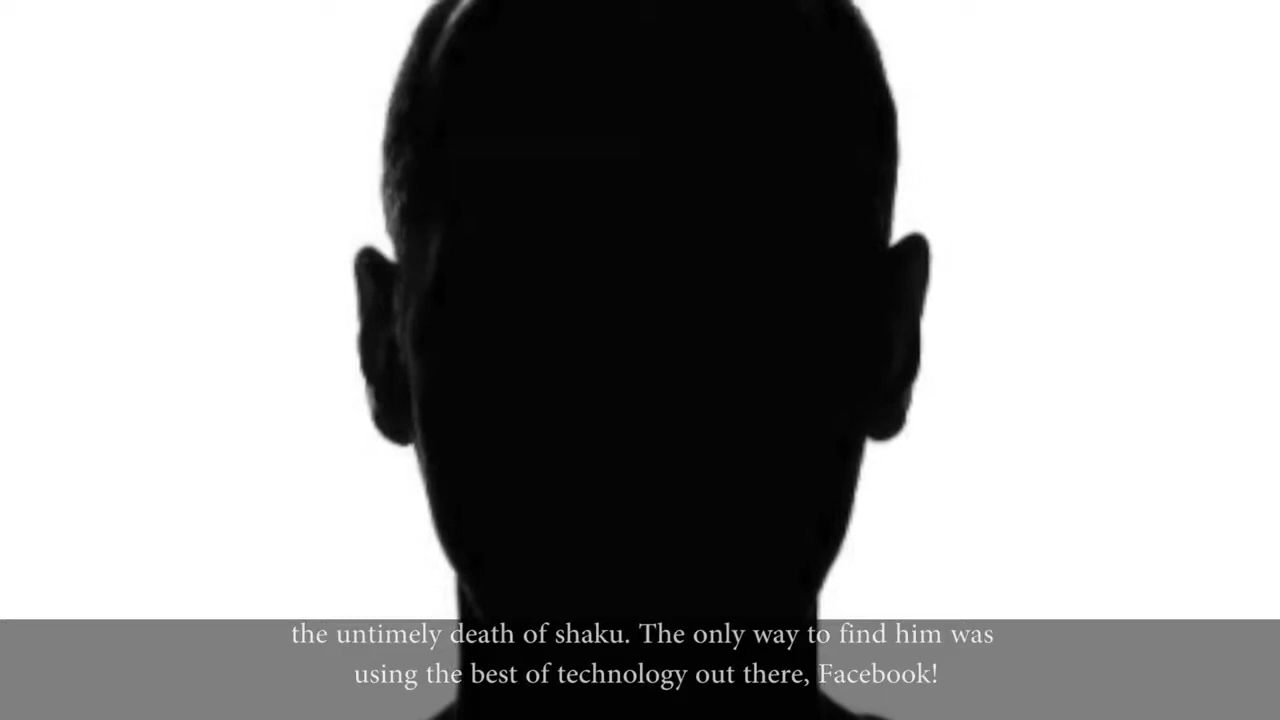 the untimely death of shaku. The only way to find him was
using the best of technology out there, Facebook!